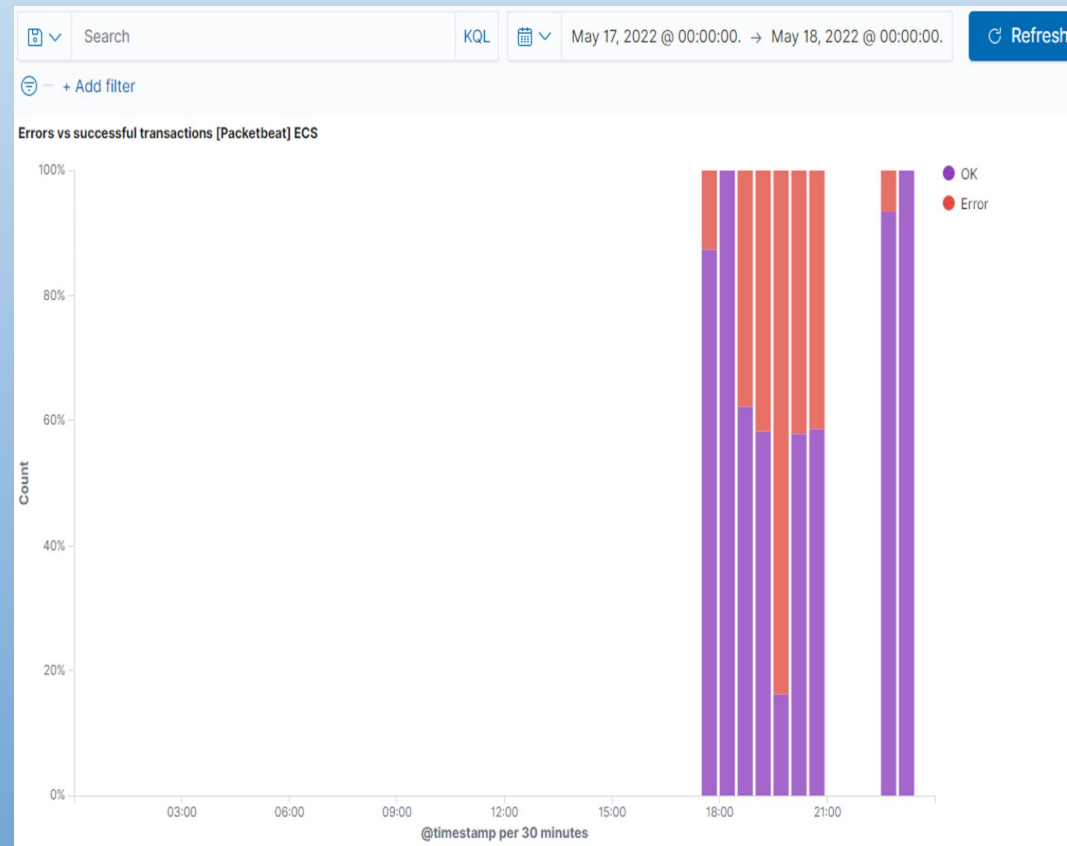 Search KQL May 17, 2022 @ 00:00:00. → May 18, 2022 @ 00:00:00. Refresh
+ Add filter
Errors vs successful transactions [Packetbeat] ECS
100%
80%
60%
40%
20%
0%
Count
03:00 06:00 09:00 12:00 15:00 18:00 21:00
@timestamp per 30 minutes
OK
Error